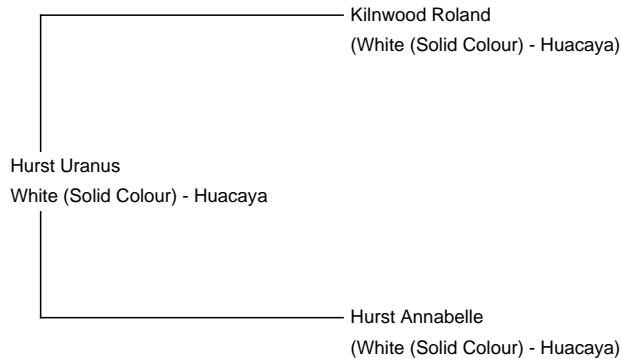 Kilnwood Roland
(White (Solid Colour) - Huacaya)
Hurst Uranus
White (Solid Colour) - Huacaya
Hurst Annabelle
(White (Solid Colour) - Huacaya)